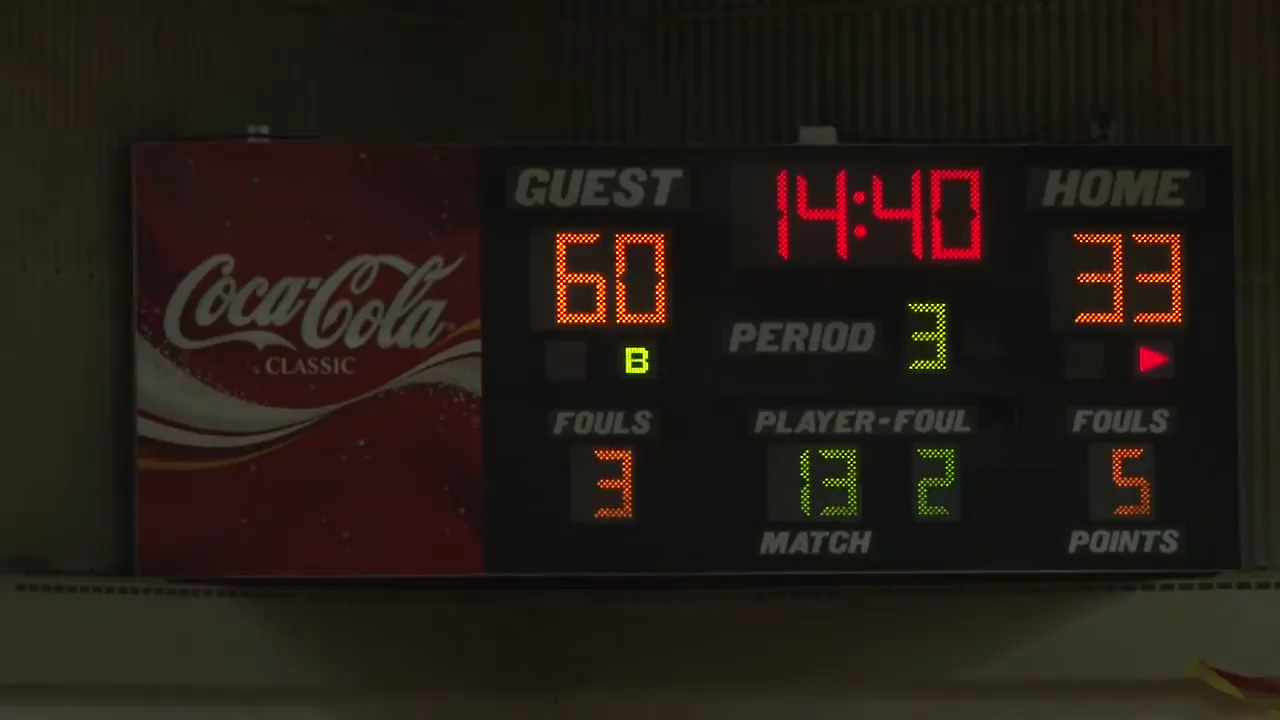 Coca-Cola
CLASSIC
GUEST
14:40
HOME
60
33
PERIOD 3
B
FOULS
PLAYER-FOUL
FOULS
3
13 2
5
MATCH
POINTS